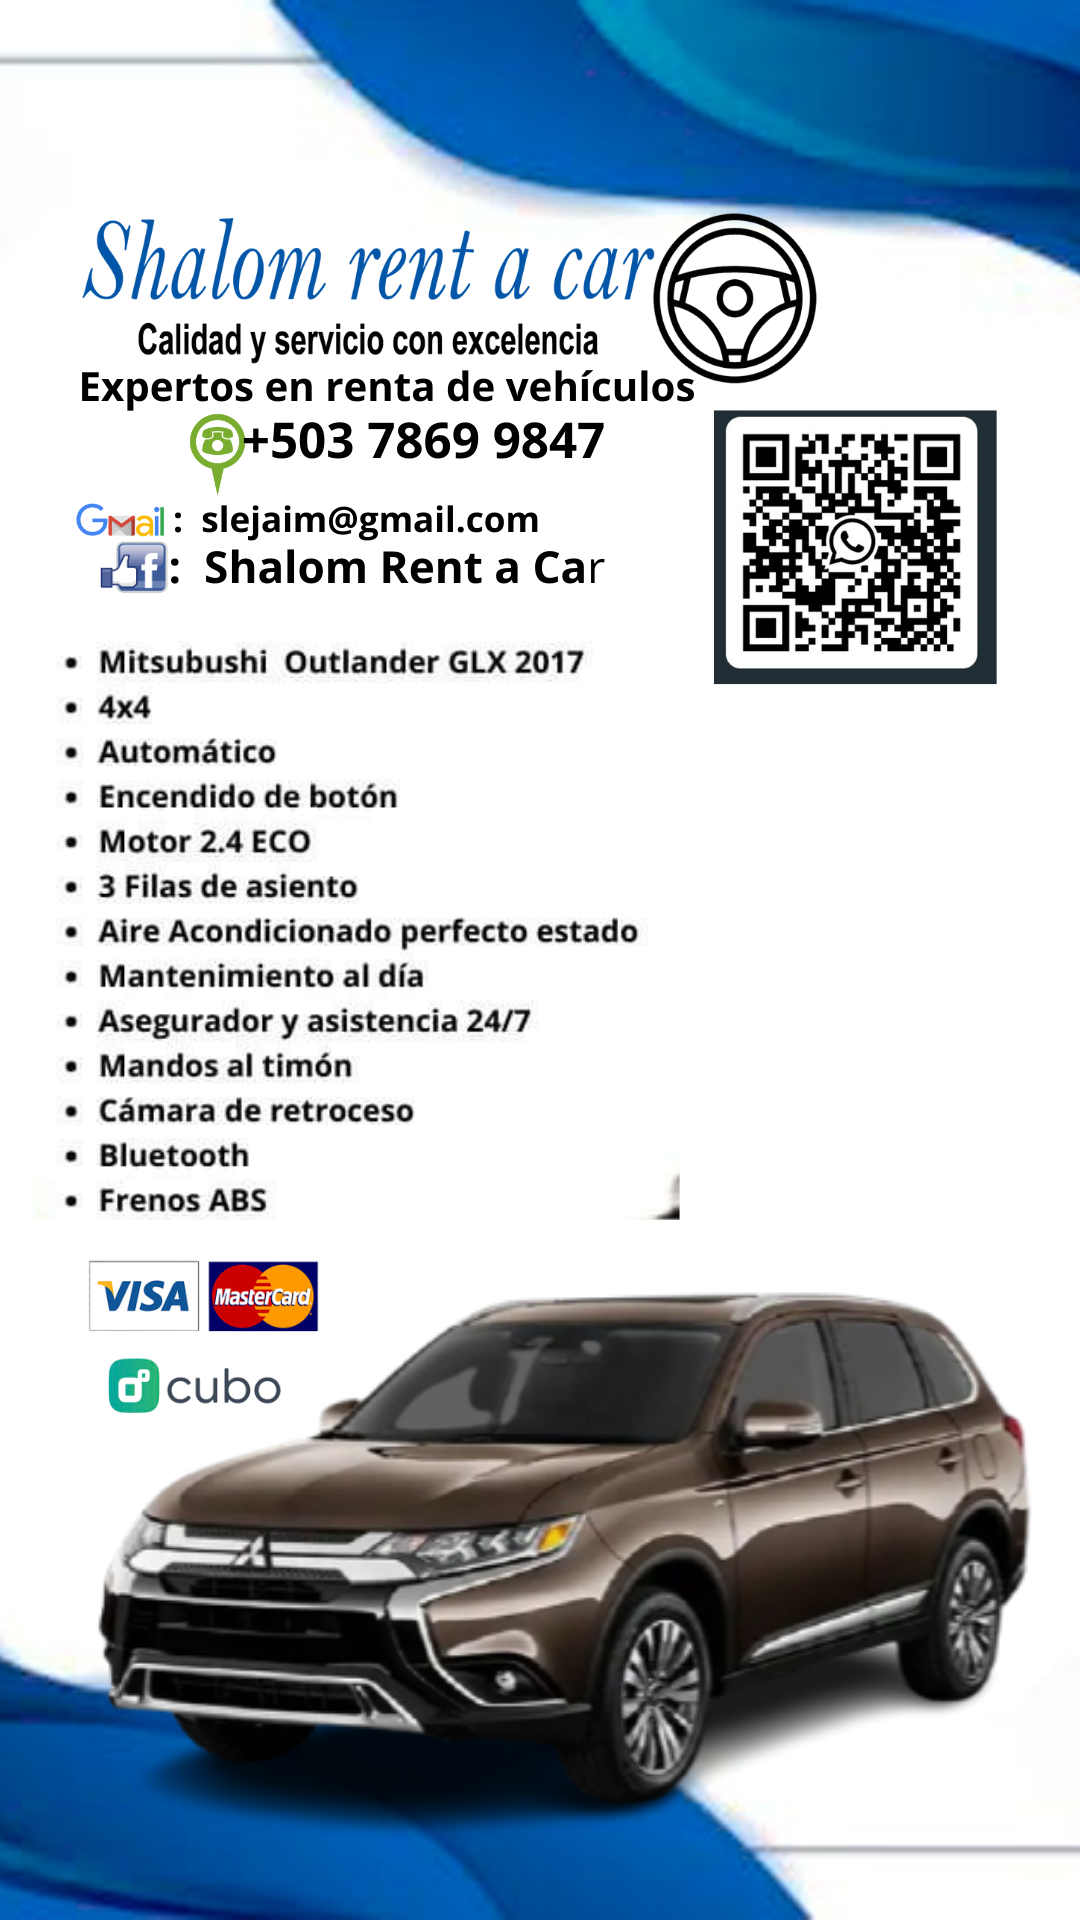 Shalom rent a car
Calidad y servicio con excelencia
Expertos en renta de vehículos
+503 7869 9847
Gmail : slejaim@gmail.com
f : Shalom Rent a Car
• Mitsubushi Outlander GLX 2017
• 4x4
• Automático
• Encendido de botón
• Motor 2.4 ECO
• 3 Filas de asiento
• Aire Acondicionado perfecto estado
• Mantenimiento al día
• Asegurador y asistencia 24/7
• Mandos al timón
• Cámara de retroceso
• Bluetooth
• Frenos ABS
VISA MasterCard
cubo